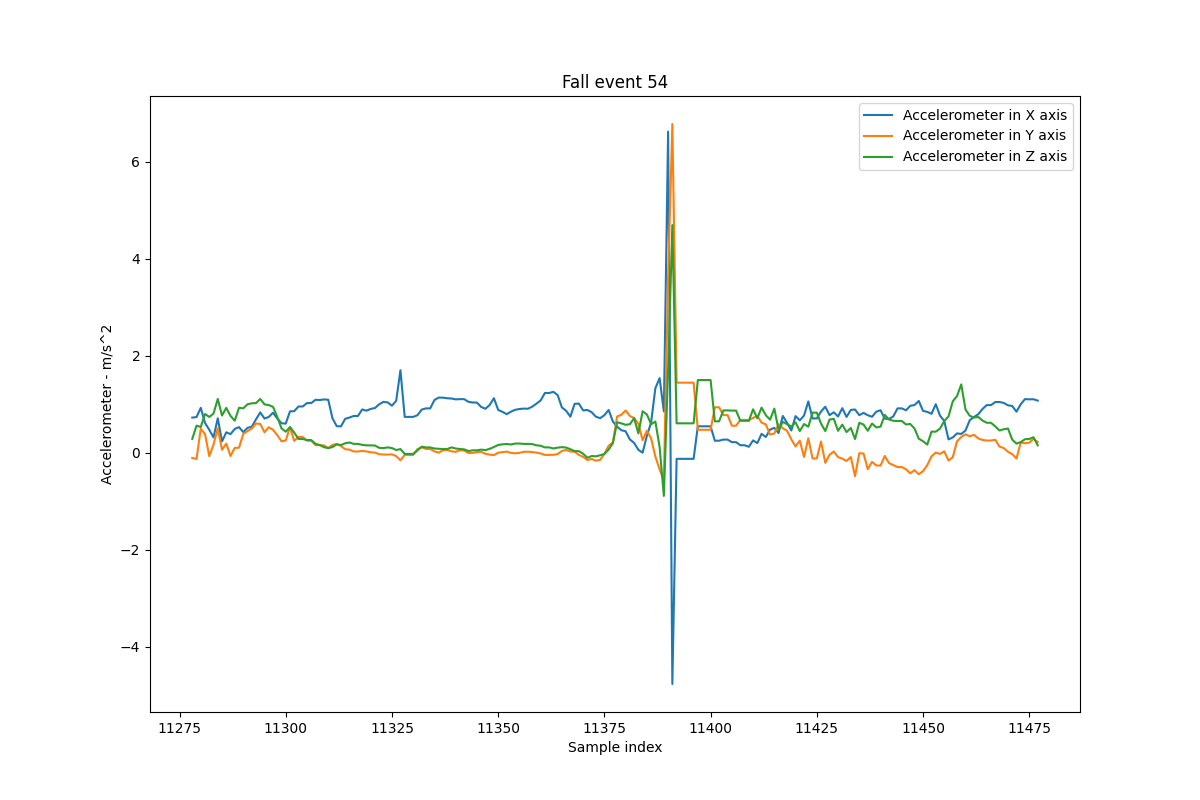 Fall event 54
Accelerometer in X axis
Accelerometer in Y axis
Accelerometer in Z axis
6
4
2
0
−2
−4
Accelerometer - m/s^2
11275 11300 11325 11350 11375 11400 11425 11450 11475
Sample index